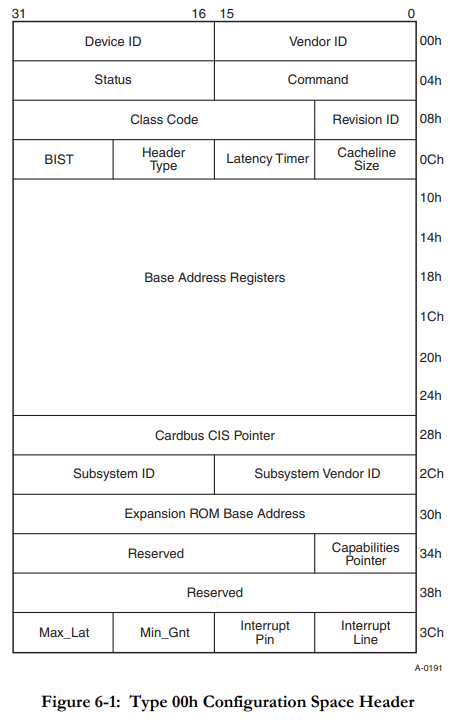 31 16 15 0
Device ID Vendor ID 00h
Status Command 04h
Class Code Revision ID 08h
BIST Header Type Latency Timer Cacheline Size 0Ch
10h
14h
Base Address Registers 18h
1Ch
20h
24h
Cardbus CIS Pointer 28h
Subsystem ID Subsystem Vendor ID 2Ch
Expansion ROM Base Address 30h
Reserved Capabilities Pointer 34h
Reserved 38h
Max_Lat Min_Gnt Interrupt Pin Interrupt Line 3Ch
A-0191
Figure 6-1: Type 00h Configuration Space Header